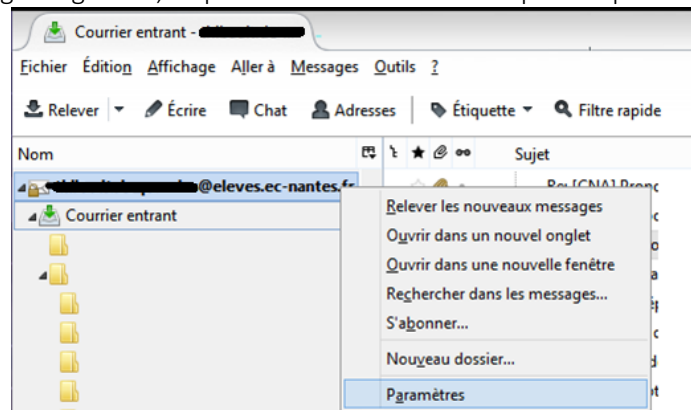 Courrier entrant -
Fichier Édition Affichage Aller à Messages Outils ?
Relever Écrire Chat Adresses Étiquette Filtre rapide
Nom Sujet
@eleves.ec-nantes.fr Re: [CNA]
Courrier entrant
Relever les nouveaux messages
Ouvrir dans un nouvel onglet
Ouvrir dans une nouvelle fenêtre
Rechercher dans les messages...
S'abonner...
Nouveau dossier...
Paramètres